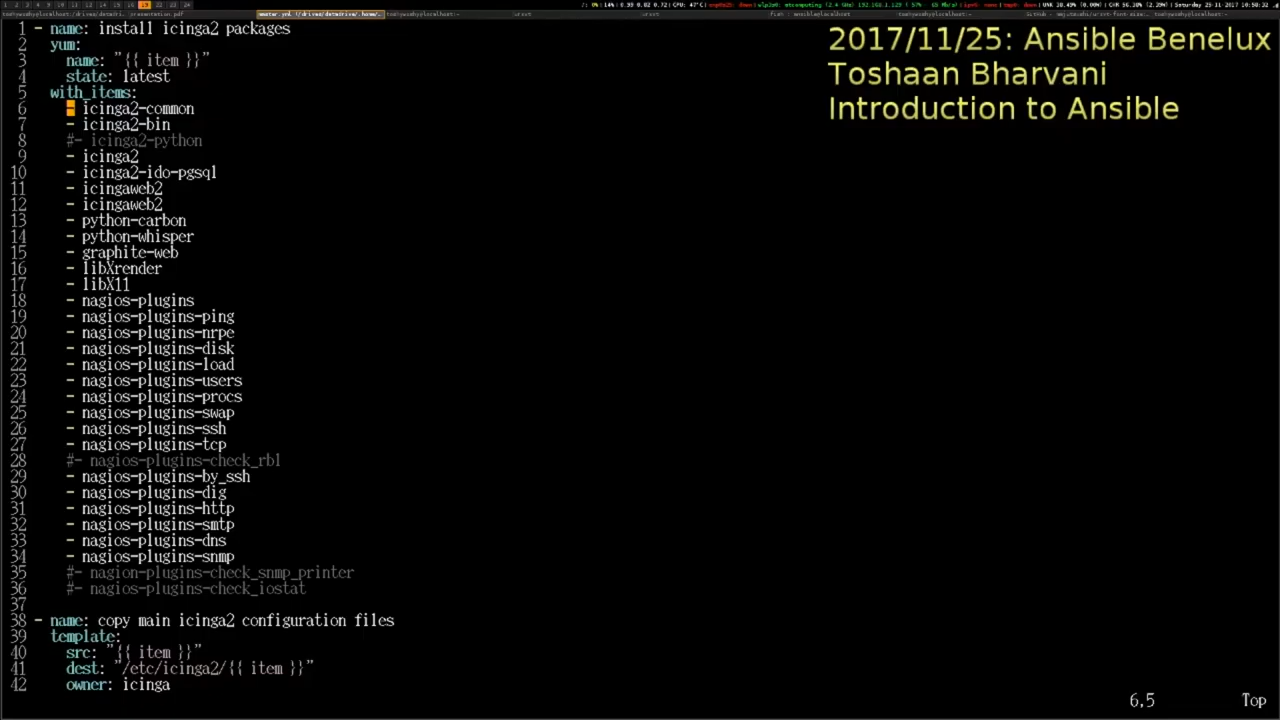 2017/11/25: Ansible Benelux
Toshaan Bharvani
Introduction to Ansible
1 - name: install icinga2 packages
2   yum:
3     name: "{{ item }}"
4     state: latest
5   with_items:
6     - icinga2-common
7     - icinga2-bin
8     #- icinga2-python
9     - icinga2
10     - icinga2-ido-pgsql
11     - icingaweb2
12     - icingaweb2
13     - python-carbon
14     - python-whisper
15     - graphite-web
16     - libXrender
17     - libX11
18     - nagios-plugins
19     - nagios-plugins-ping
20     - nagios-plugins-nrpe
21     - nagios-plugins-disk
22     - nagios-plugins-load
23     - nagios-plugins-users
24     - nagios-plugins-procs
25     - nagios-plugins-swap
26     - nagios-plugins-ssh
27     - nagios-plugins-tcp
28     #- nagios-plugins-check_rbl
29     - nagios-plugins-by_ssh
30     - nagios-plugins-dig
31     - nagios-plugins-http
32     - nagios-plugins-smtp
33     - nagios-plugins-dns
34     - nagios-plugins-snmp
35     #- nagion-plugins-check_snmp_printer
36     #- nagios-plugins-check_iostat
37
38 - name: copy main icinga2 configuration files
39   template:
40     src: "{{ item }}"
41     dest: "/etc/icinga2/{{ item }}"
42     owner: icinga
6,5 Top